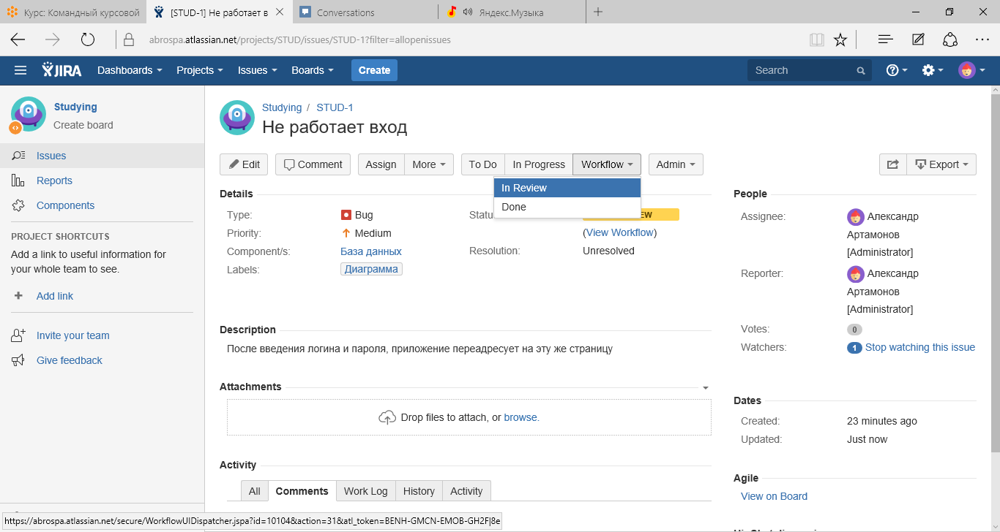 Курс: Командный курсовой
[STUD-1] Не работает в
Conversations
Яндекс.Музыка
abrospa.atlassian.net/projects/STUD/issues/STUD-1?filter=allopenissues
JIRA Dashboards Projects Issues Boards Create Search
Studying
Create board
Issues
Reports
Components
PROJECT SHORTCUTS
Add a link to useful information for
your whole team to see.
Add link
Invite your team
Give feedback
Studying / STUD-1
Не работает вход
Edit Comment Assign More To Do In Progress Workflow Admin Export
In Review
Done
Details
Type: Bug
Priority: Medium
Component/s: База данных
Labels: Диаграмма
Statu
EW
(View Workflow)
Resolution: Unresolved
Description
После введения логина и пароля, приложение переадресует на эту же страницу
Attachments
Drop files to attach, or browse.
Activity
All Comments Work Log History Activity
People
Assignee: Александр
Артамонов
[Administrator]
Reporter: Александр
Артамонов
[Administrator]
Votes: 0
Watchers: 1 Stop watching this issue
Dates
Created: 23 minutes ago
Updated: Just now
Agile
View on Board
https://abrospa.atlassian.net/secure/WorkflowUIDispatcher.jspa?id=10104&action=31&atl_token=BENH-GMCN-EMOB-GH2F|8e